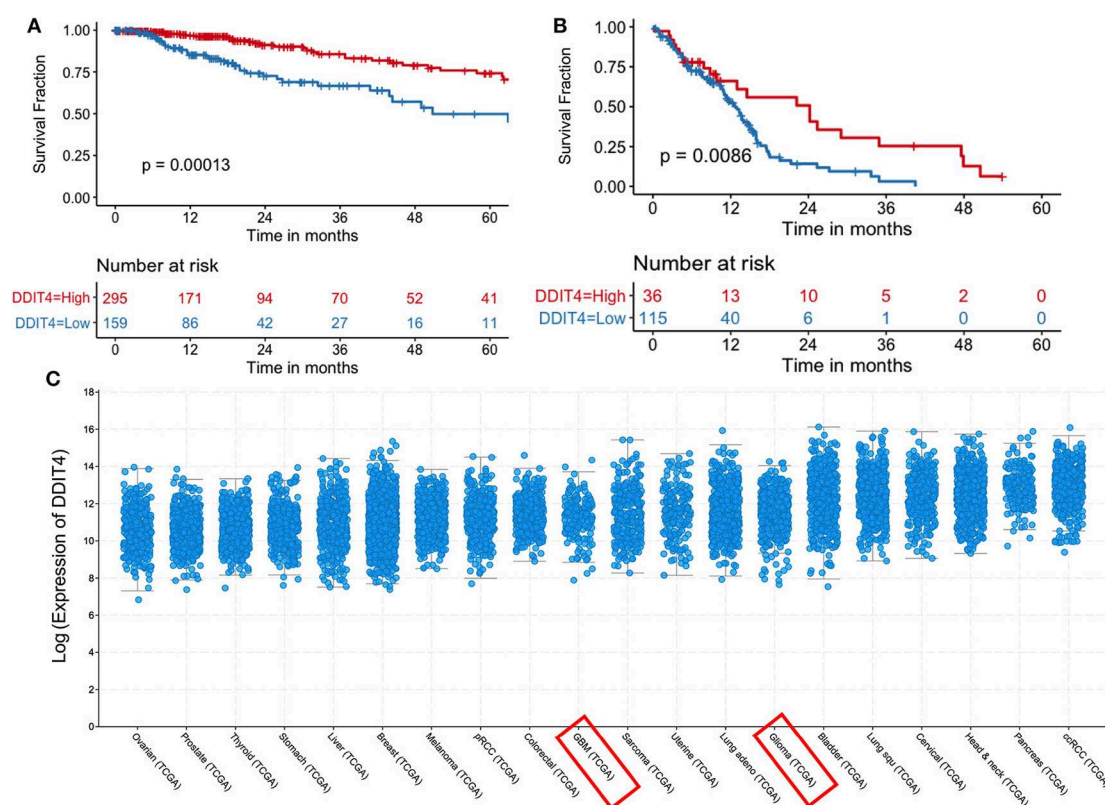 A
Survival Fraction
1.00
0.75
0.50
0.25
0.00
p = 0.00013
0 12 24 36 48 60
Time in months
Number at risk
DDIT4=High 295 171 94 70 52 41
DDIT4=Low 159 86 42 27 16 11
0 12 24 36 48 60
Time in months
B
Survival Fraction
1.00
0.75
0.50
0.25
0.00
p = 0.0086
0 12 24 36 48 60
Time in months
Number at risk
DDIT4=High 36 13 10 5 2 0
DDIT4=Low 115 40 6 1 0 0
0 12 24 36 48 60
Time in months
C
Log (Expression of DDIT4)
18
16
14
12
10
8
6
4
2
0
Ovarian (TCGA)
Prostate (TCGA)
Thyroid (TCGA)
Stomach (TCGA)
Liver (TCGA)
Breast (TCGA)
Melanoma (TCGA)
pRCC (TCGA)
Colorectal (TCGA)
GBM (TCGA)
Sarcoma (TCGA)
Uterine (TCGA)
Lung adeno (TCGA)
Glioma (TCGA)
Bladder (TCGA)
Lung squ (TCGA)
Cervical (TCGA)
Head & neck (TCGA)
Pancreas (TCGA)
ccRCC (TCGA)